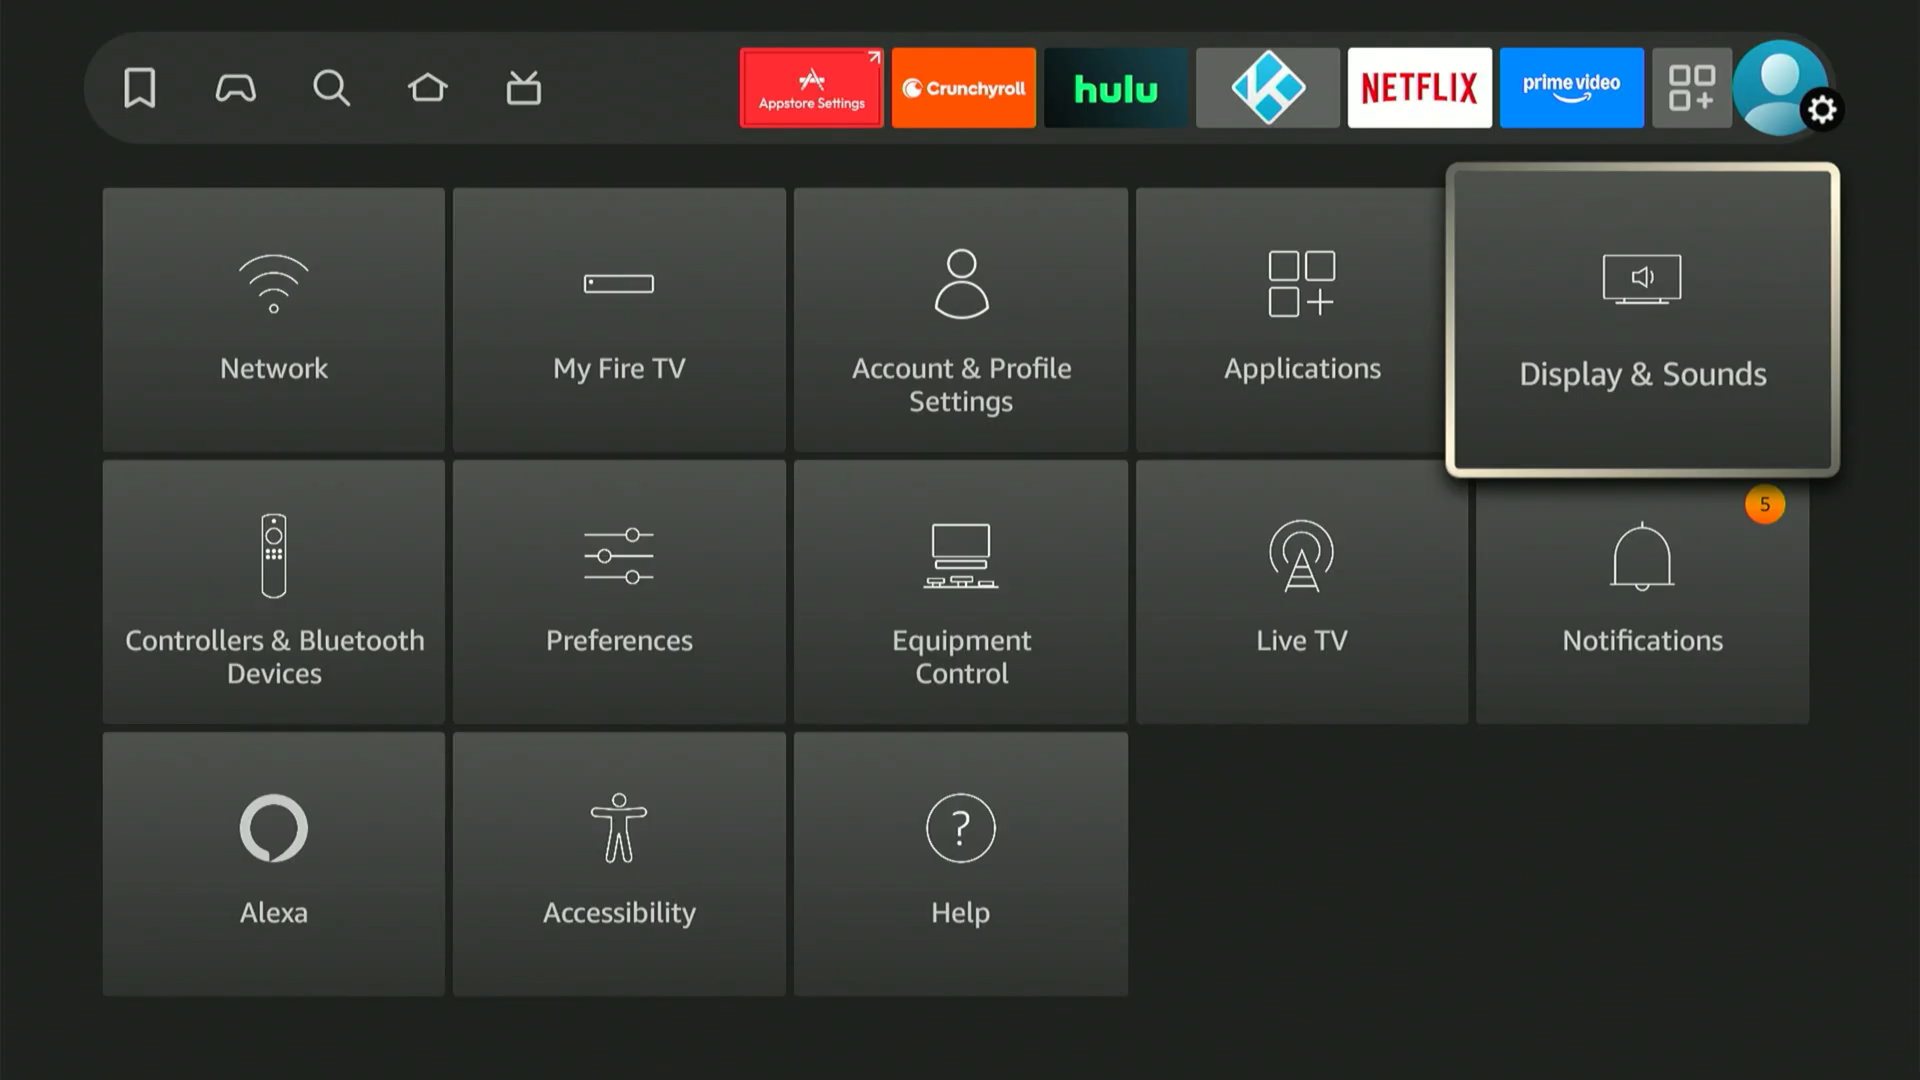 Appstore Settings
Crunchyroll
hulu
NETFLIX
prime video
Network
My Fire TV
Account & Profile
Settings
Applications
Display & Sounds
Controllers & Bluetooth
Devices
Preferences
Equipment
Control
Live TV
5
Notifications
Alexa
Accessibility
?
Help